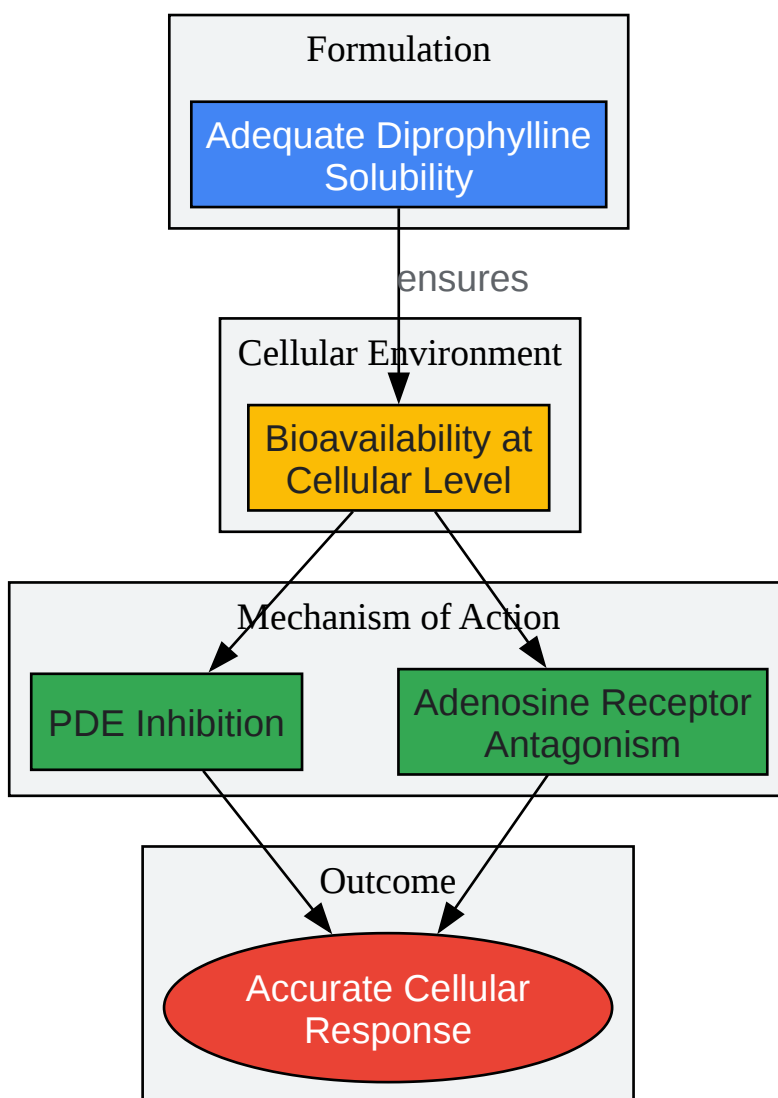 Formulation
Adequate Diprophylline
Solubility
ensures
Cellular Environment
Bioavailability at
Cellular Level
Mechanism of Action
PDE Inhibition
Adenosine Receptor
Antagonism
Outcome
Accurate Cellular
Response